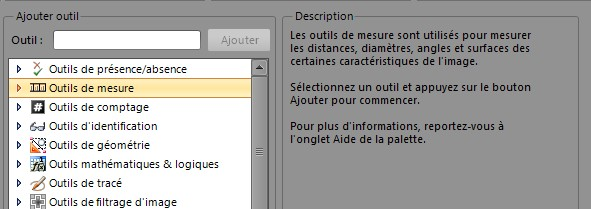 Ajouter outil
Outil :
Ajouter
Outils de présence/absence
Outils de mesure
Outils de comptage
Outils d'identification
Outils de géométrie
Outils mathématiques & logiques
Outils de tracé
Outils de filtrage d'image
Description
Les outils de mesure sont utilisés pour mesurer
les distances, diamètres, angles et surfaces des
certaines caractéristiques de l'image.
Sélectionnez un outil et appuyez sur le bouton
Ajouter pour commencer.
Pour plus d'informations, reportez-vous à
l'onglet Aide de la palette.